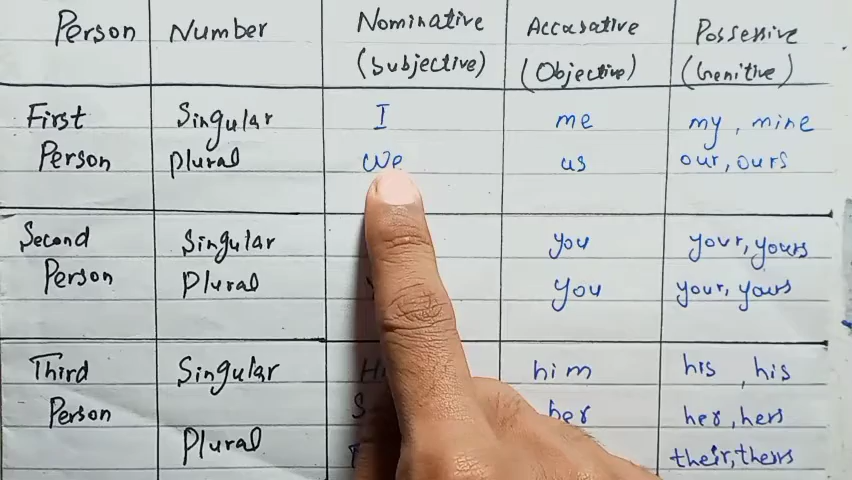 Person Number Nominative Accusative Possessive
(Subjective) (Objective) (Genitive)
First Singular I me my, mine
Person Plural We us our, ours
Second Singular you your, yours
Person Plural you your, yours
Third Singular him his, his
Person her her, hers
Plural their, theirs